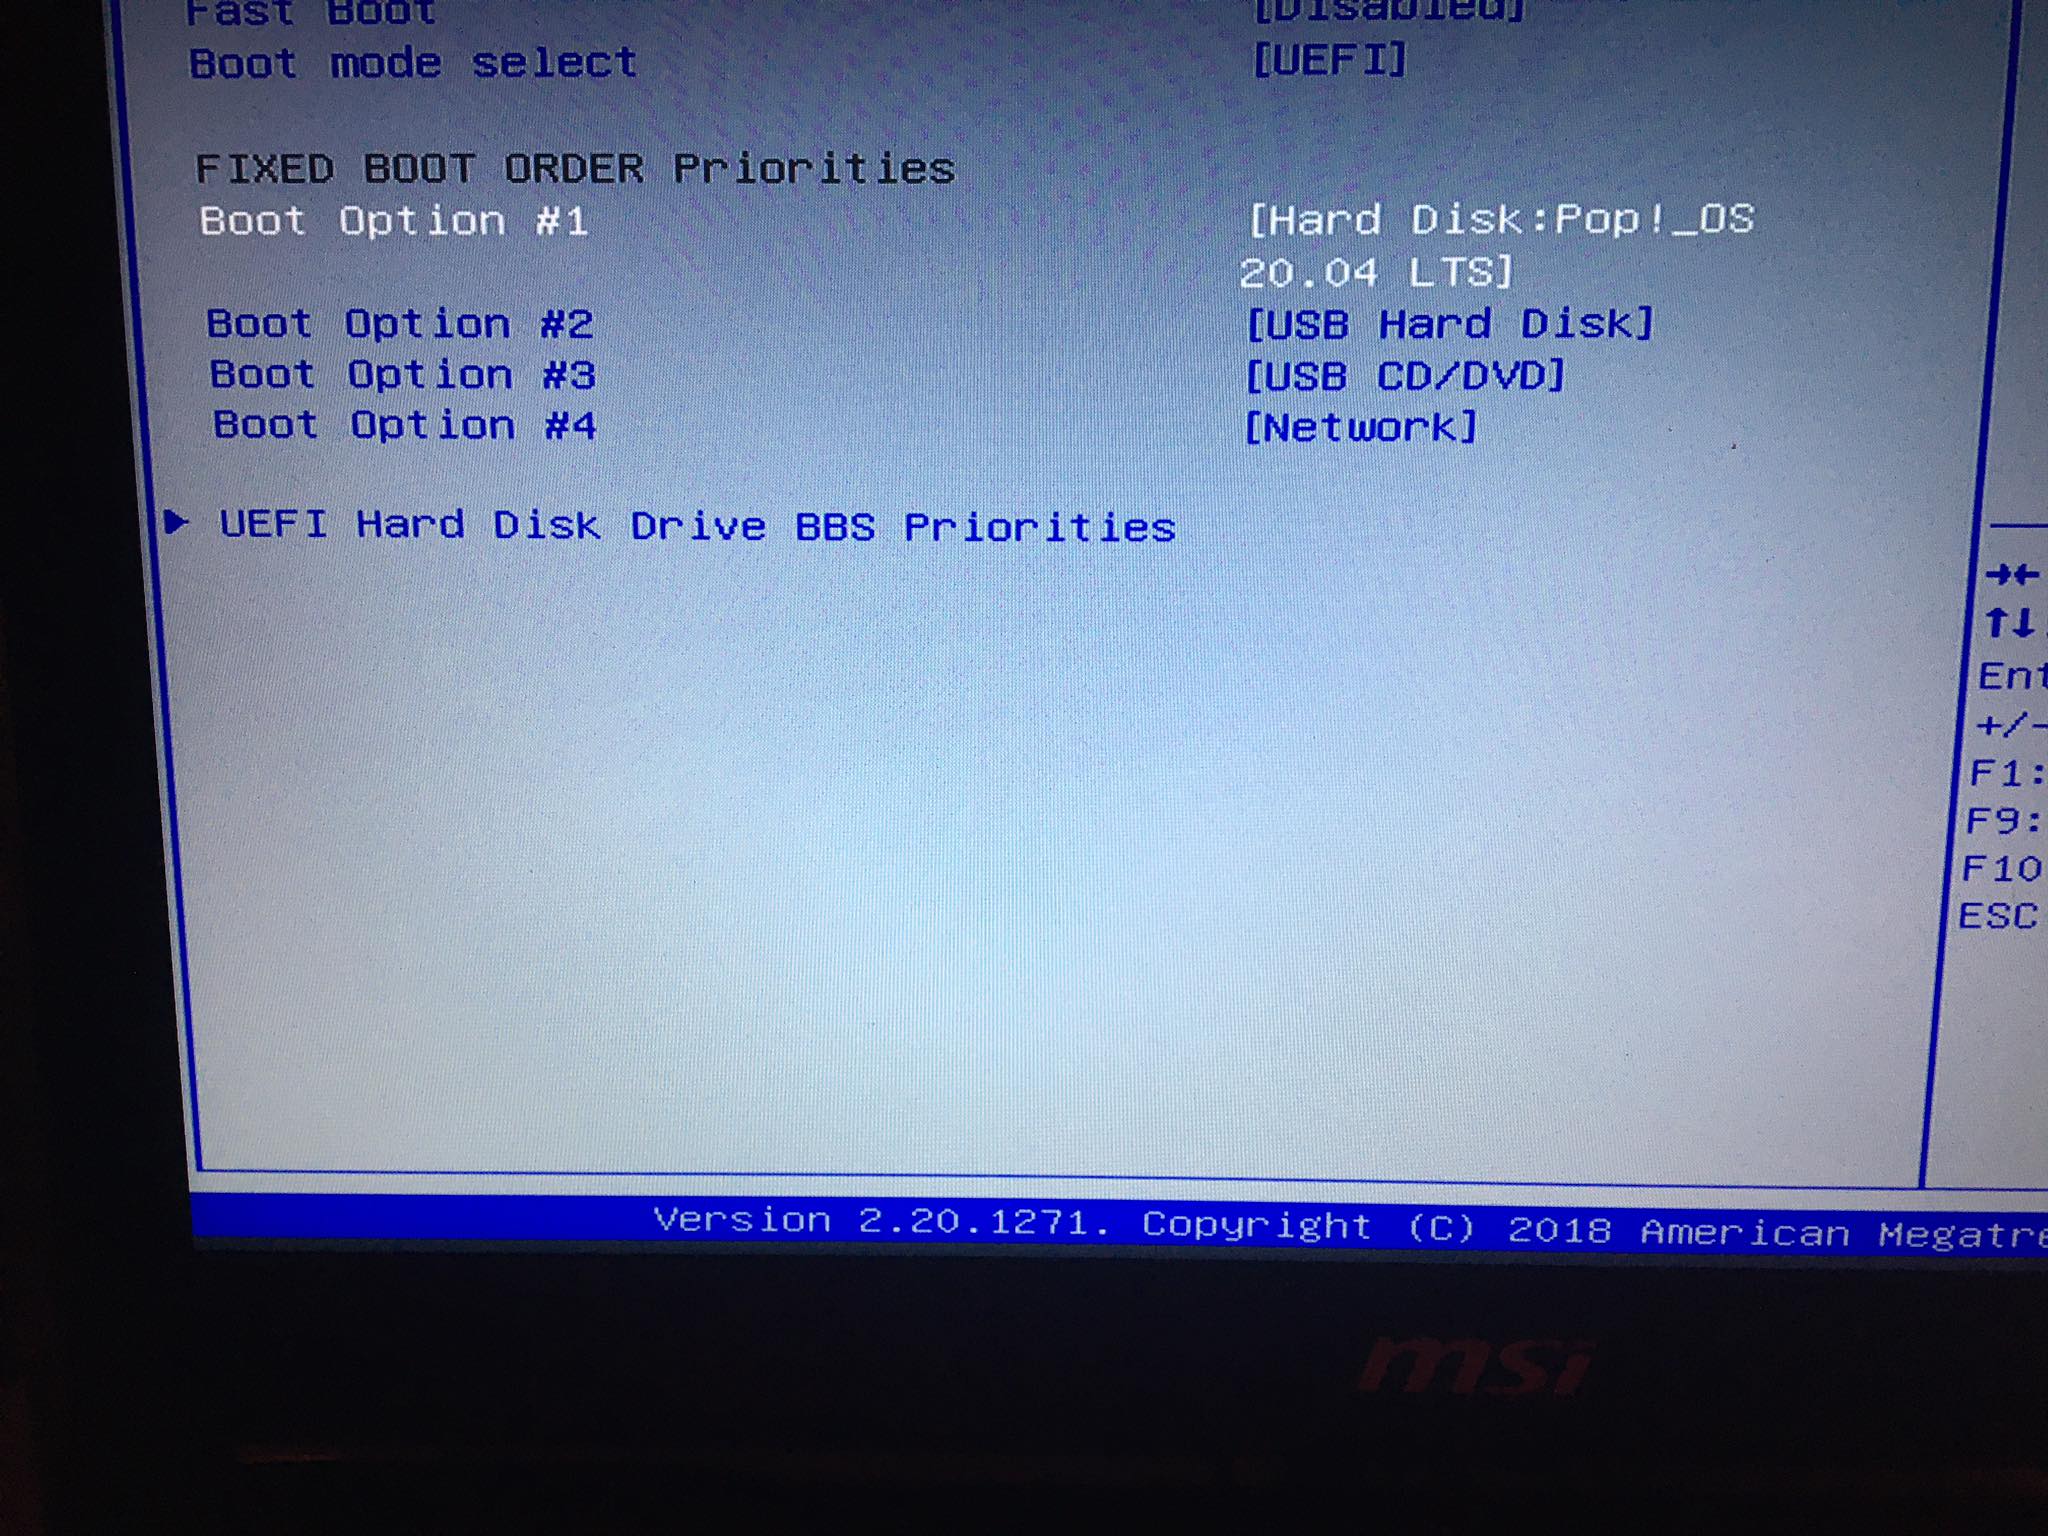 Fast Boot [Disabled]
Boot mode select [UEFI]
FIXED BOOT ORDER Priorities
Boot Option #1 [Hard Disk:Pop!_OS
20.04 LTS]
Boot Option #2 [USB Hard Disk]
Boot Option #3 [USB CD/DVD]
Boot Option #4 [Network]
UEFI Hard Disk Drive BBS Priorities
→←
↑↓
Ent
+/-
F1:
F9:
F10
ESC
Version 2.20.1271. Copyright (C) 2018 American Megatre
msi